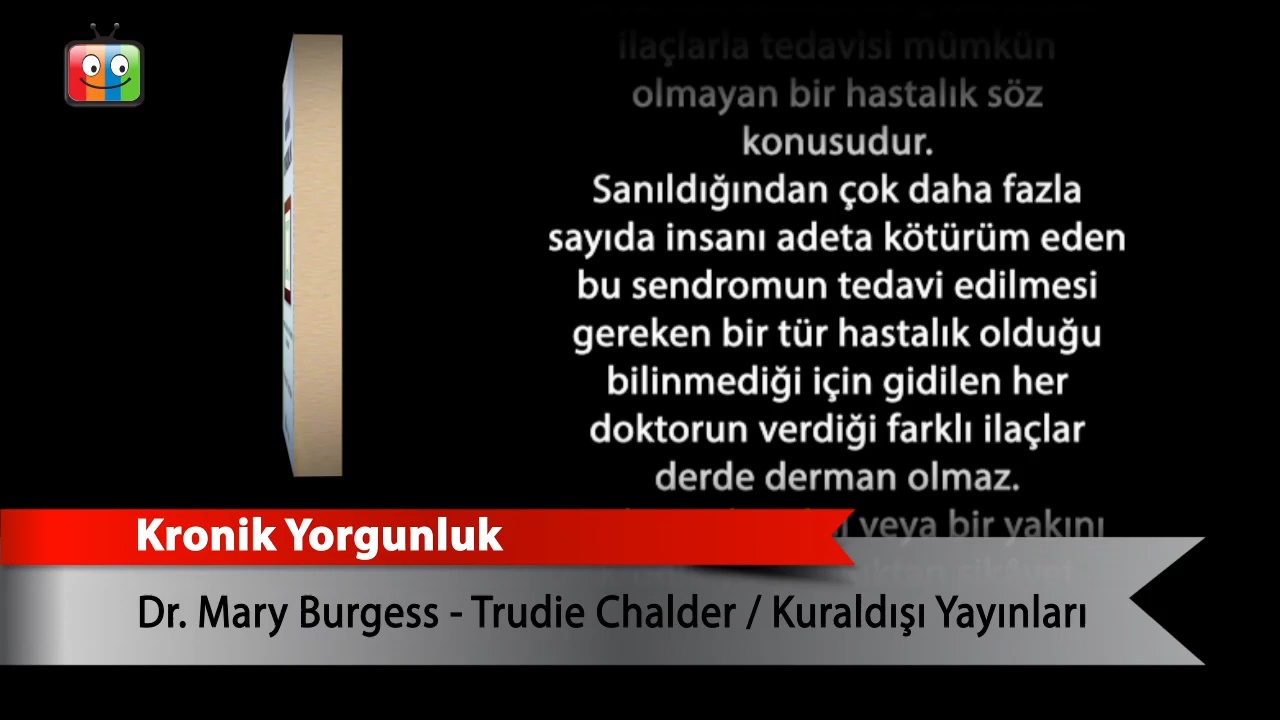 ilaçlarla tedavisi mümkün
olmayan bir hastalık söz
konusudur.
Sanıldığından çok daha fazla
sayıda insanı adeta kötürüm eden
bu sendromun tedavi edilmesi
gereken bir tür hastalık olduğu
bilinmediği için gidilen her
doktorun verdiği farklı ilaçlar
derde derman olmaz.
veya bir yakını
Kronik Yorgunluk
Dr. Mary Burgess - Trudie Chalder / Kuraldışı Yayınları